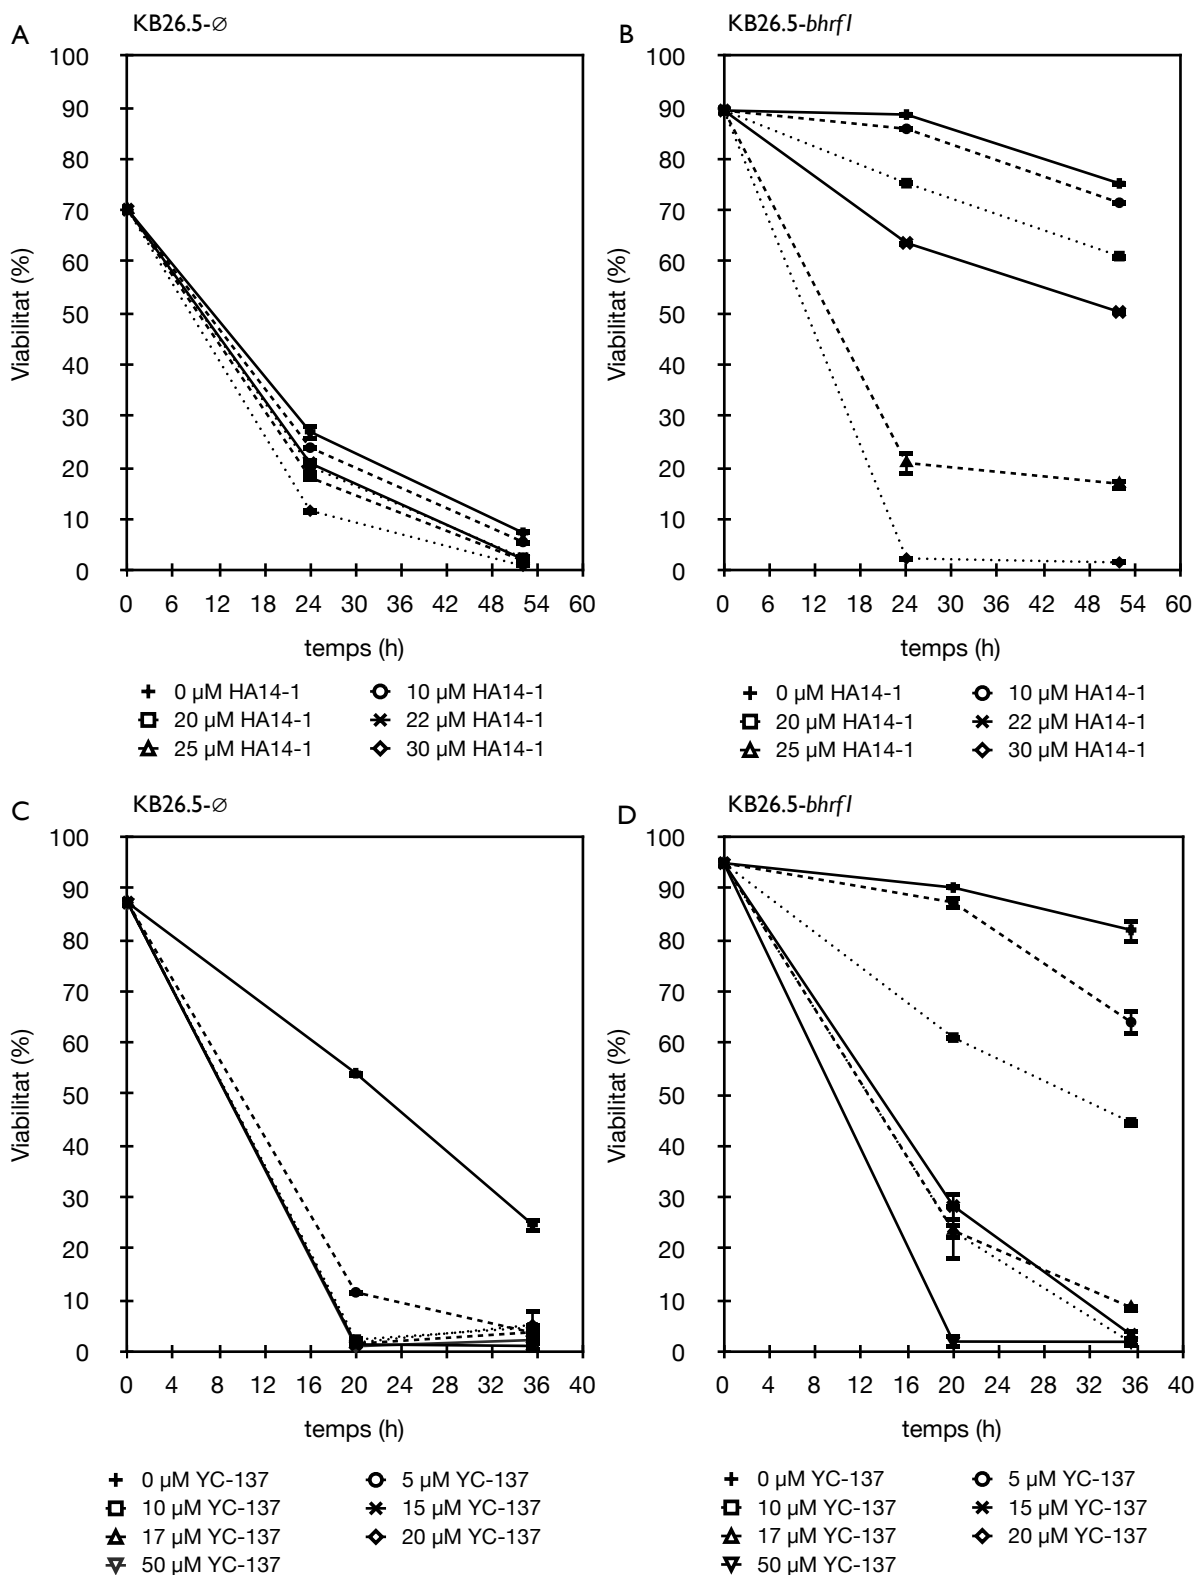 A
KB26.5-∅
100
90
80
70
60
50
40
30
20
10
0
Viabilitat (%)
0 6 12 18 24 30 36 42 48 54 60
temps (h)
+ 0 µM HA14-1
10 µM HA14-1
20 µM HA14-1
22 µM HA14-1
25 µM HA14-1
30 µM HA14-1
B
KB26.5-bhrf1
100
90
80
70
60
50
40
30
20
10
0
Viabilitat (%)
0 6 12 18 24 30 36 42 48 54 60
temps (h)
0 µM HA14-1
10 µM HA14-1
20 µM HA14-1
22 µM HA14-1
25 µM HA14-1
30 µM HA14-1
C
KB26.5-∅
100
90
80
70
60
50
40
30
20
10
0
Viabilitat (%)
0 4 8 12 16 20 24 28 32 36 40
temps (h)
0 µM YC-137
5 µM YC-137
10 µM YC-137
15 µM YC-137
17 µM YC-137
20 µM YC-137
50 µM YC-137
D
KB26.5-bhrf1
100
90
80
70
60
50
40
30
20
10
0
Viabilitat (%)
0 4 8 12 16 20 24 28 32 36 40
temps (h)
0 µM YC-137
5 µM YC-137
10 µM YC-137
15 µM YC-137
17 µM YC-137
20 µM YC-137
50 µM YC-137